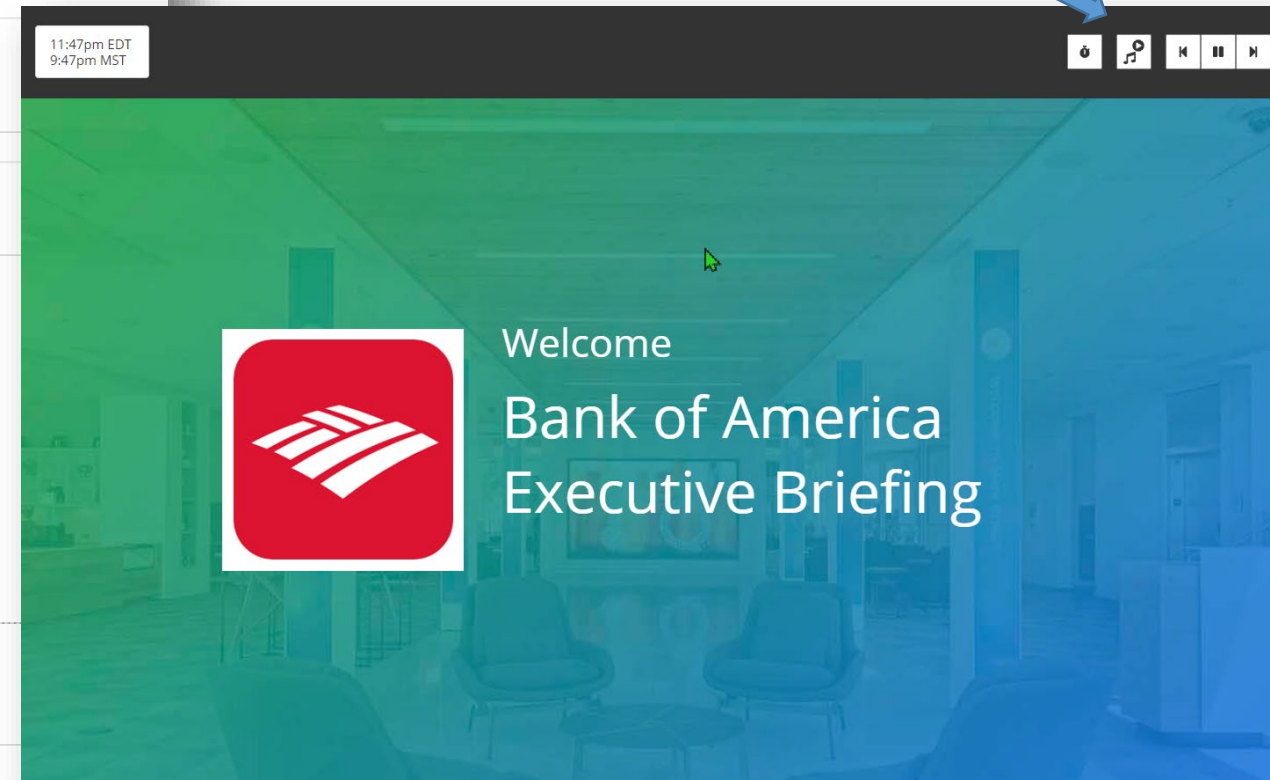 11:47pm EDT
9:47pm MST
Welcome
Bank of America
Executive Briefing